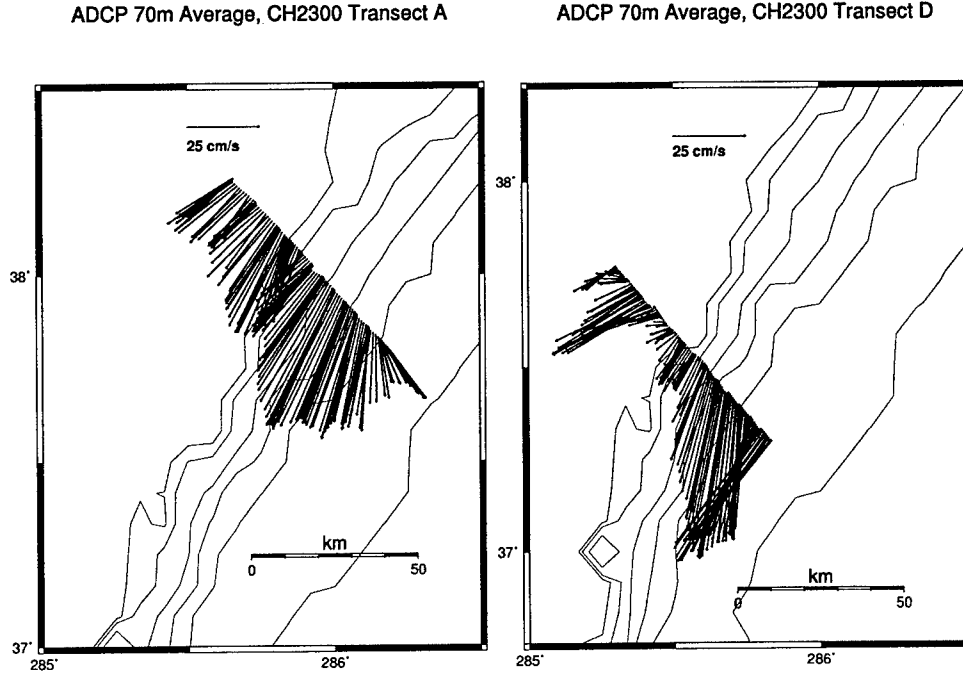 ADCP 70m Average, CH2300 Transect A
25 cm/s
38°
km
0 50
37°
285° 286°
ADCP 70m Average, CH2300 Transect D
25 cm/s
38°
37°
km
0 50
285° 286°